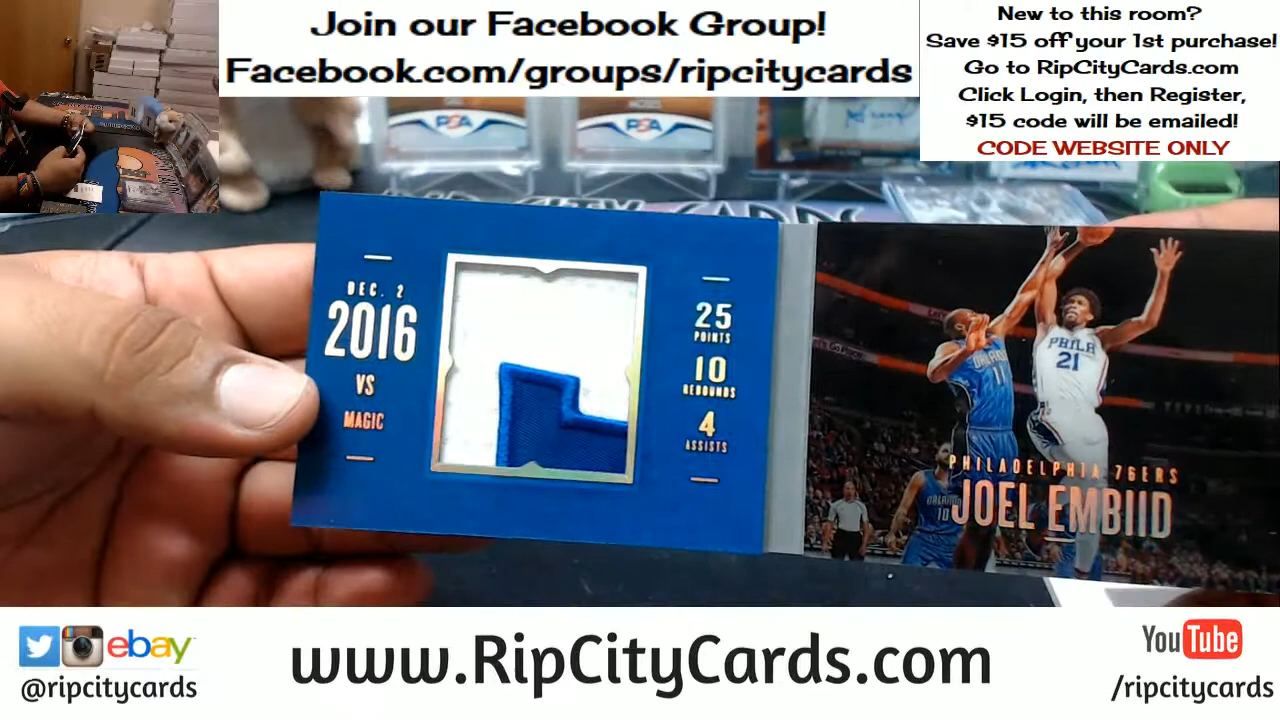 Join our Facebook Group!
Facebook.com/groups/ripcitycards
New to this room?
Save $15 off your 1st purchase!
Go to RipCityCards.com
Click Login, then Register,
$15 code will be emailed!
CODE WEBSITE ONLY
PSA
PSA
DEC. 2
2016
VS
MAGIC
25
POINTS
10
REBOUNDS
4
ASSISTS
PHILA
21
ORLANDO
10
PHILADELPHIA 76ERS
JOEL EMBIID
ebay
@ripcitycards
www.RipCityCards.com
YouTube
/ripcitycards